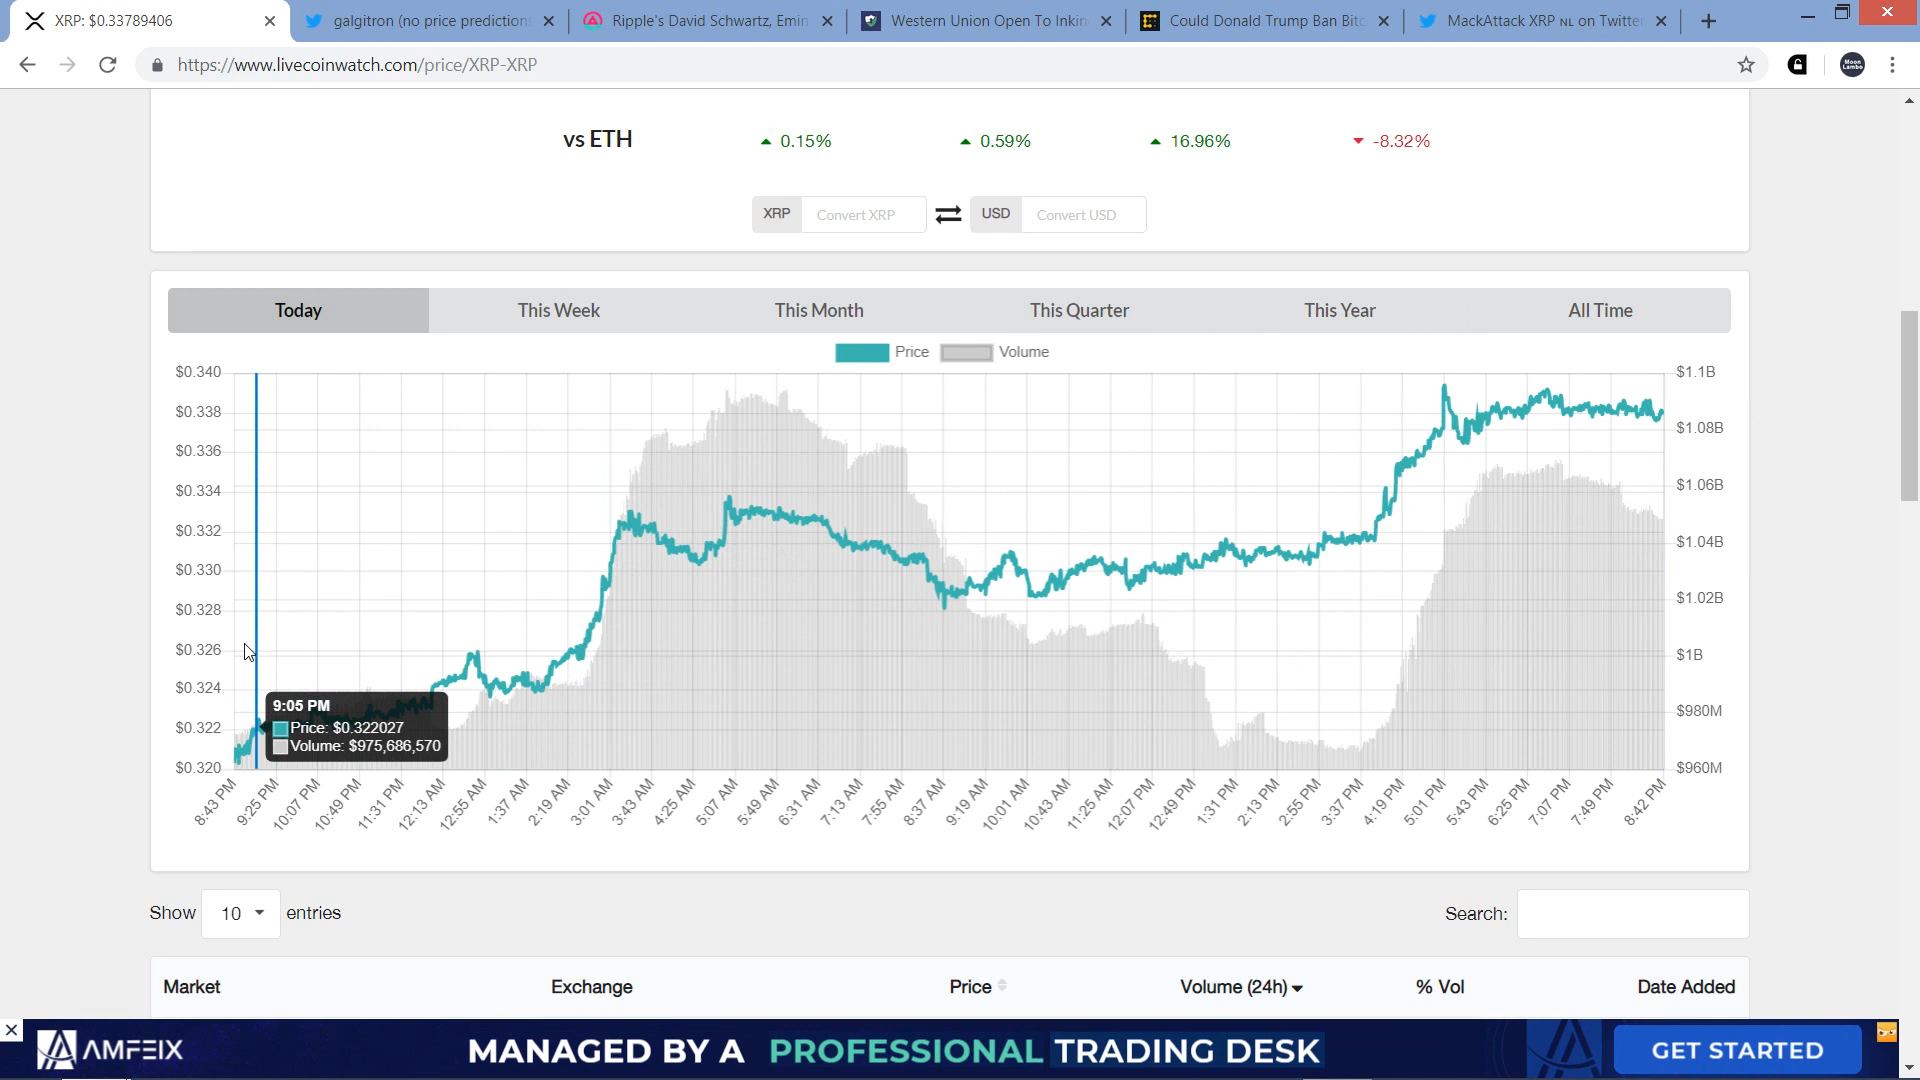 XRP: $0.33789406
galgitron (no price prediction
Ripple's David Schwartz, Emin
Western Union Open To Inkin
Could Donald Trump Ban Bitc
MackAttack XRP NL on Twitte
https://www.livecoinwatch.com/price/XRP-XRP
Moon Lambo
vs ETH 0.15% 0.59% 16.96% -8.32%
XRP Convert XRP USD Convert USD
Today This Week This Month This Quarter This Year All Time
Price Volume
$0.340 $1.1B
$0.338 $1.08B
$0.336
$0.334 $1.06B
$0.332 $1.04B
$0.330
$0.328 $1.02B
$0.326 $1B
$0.324
$0.322 $980M
$0.320 $960M
9:05 PM
Price: $0.322027
Volume: $975,686,570
8:43 PM 9:25 PM 10:07 PM 10:49 PM 11:31 PM 12:13 AM 12:55 AM 1:37 AM 2:19 AM 3:01 AM 3:43 AM 4:25 AM 5:07 AM 5:49 AM 6:31 AM 7:13 AM 7:55 AM 8:37 AM 9:19 AM 10:01 AM 10:43 AM 11:25 AM 12:07 PM 12:49 PM 1:31 PM 2:13 PM 2:55 PM 3:37 PM 4:19 PM 5:01 PM 5:43 PM 6:25 PM 7:07 PM 7:49 PM 8:42 PM
Show 10 entries Search:
Market Exchange Price Volume (24h) % Vol Date Added
AMFEIX MANAGED BY A PROFESSIONAL TRADING DESK GET STARTED